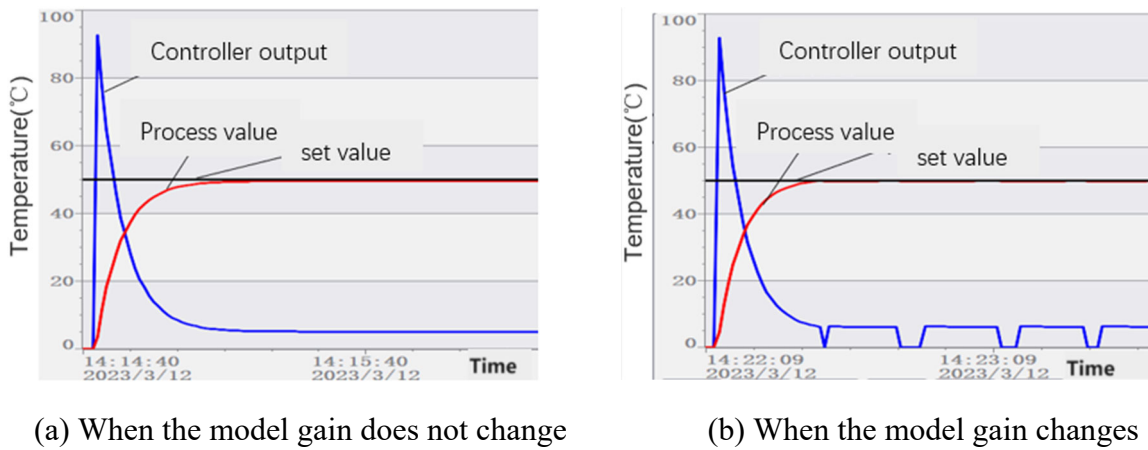 100
80
60
40
20
0
Temperature(℃)
Controller output
Process value
set value
14:14:40
2023/3/12
14:15:40
2023/3/12
Time
(a) When the model gain does not change
100
80
60
40
20
0
Temperature(℃)
Controller output
Process value
set value
14:22:09
2023/3/12
14:23:09
2023/3/12
Time
(b) When the model gain changes